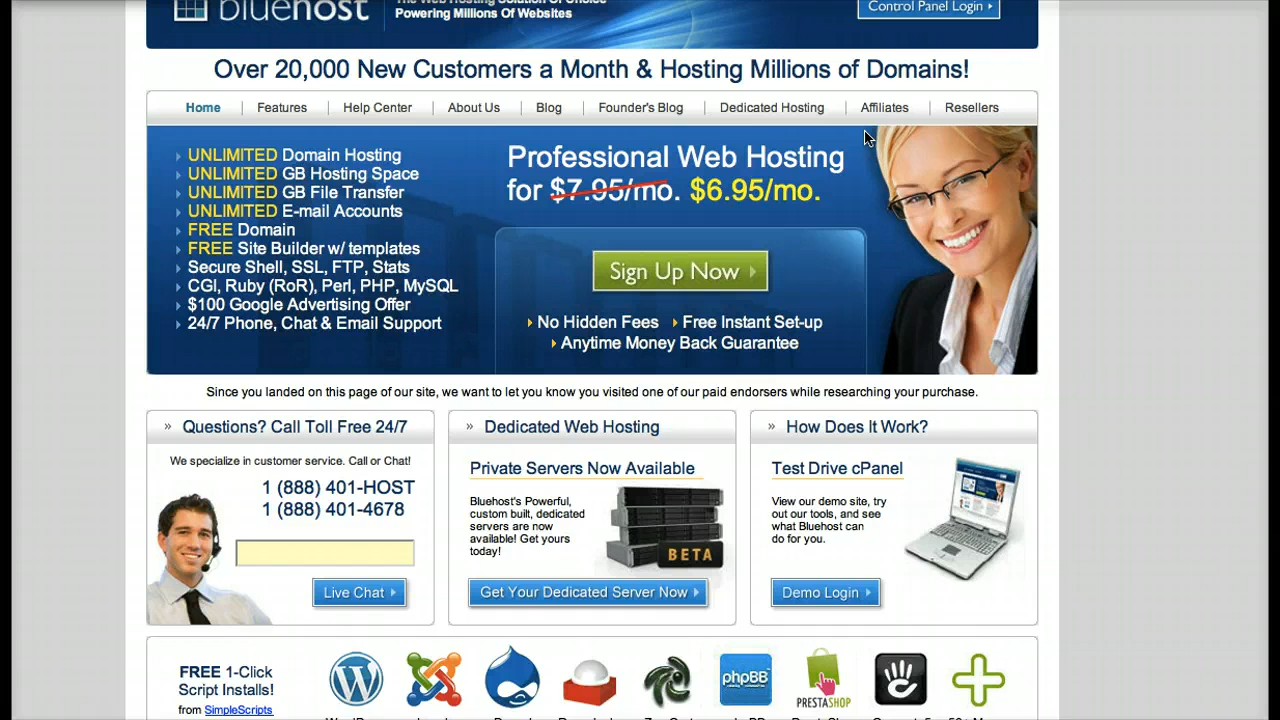 bluehost
The Web Hosting Solution Of Choice
Powering Millions Of Websites
Control Panel Login
Over 20,000 New Customers a Month & Hosting Millions of Domains!
Home Features Help Center About Us Blog Founder's Blog Dedicated Hosting Affiliates Resellers
UNLIMITED Domain Hosting
UNLIMITED GB Hosting Space
UNLIMITED GB File Transfer
UNLIMITED E-mail Accounts
FREE Domain
FREE Site Builder w/ templates
Secure Shell, SSL, FTP, Stats
CGI, Ruby (RoR), Perl, PHP, MySQL
$100 Google Advertising Offer
24/7 Phone, Chat & Email Support
Professional Web Hosting
for $7.95/mo. $6.95/mo.
Sign Up Now
No Hidden Fees Free Instant Set-up
Anytime Money Back Guarantee
Since you landed on this page of our site, we want to let you know you visited one of our paid endorsers while researching your purchase.
» Questions? Call Toll Free 24/7
We specialize in customer service. Call or Chat!
1 (888) 401-HOST
1 (888) 401-4678
Live Chat
» Dedicated Web Hosting
Private Servers Now Available
Bluehost's Powerful,
custom built, dedicated
servers are now
available! Get yours
today!
BETA
Get Your Dedicated Server Now
» How Does It Work?
Test Drive cPanel
View our demo site, try
out our tools, and see
what Bluehost can
do for you.
Demo Login
FREE 1-Click
Script Installs!
from SimpleScripts
phpBB
PRESTASHOP